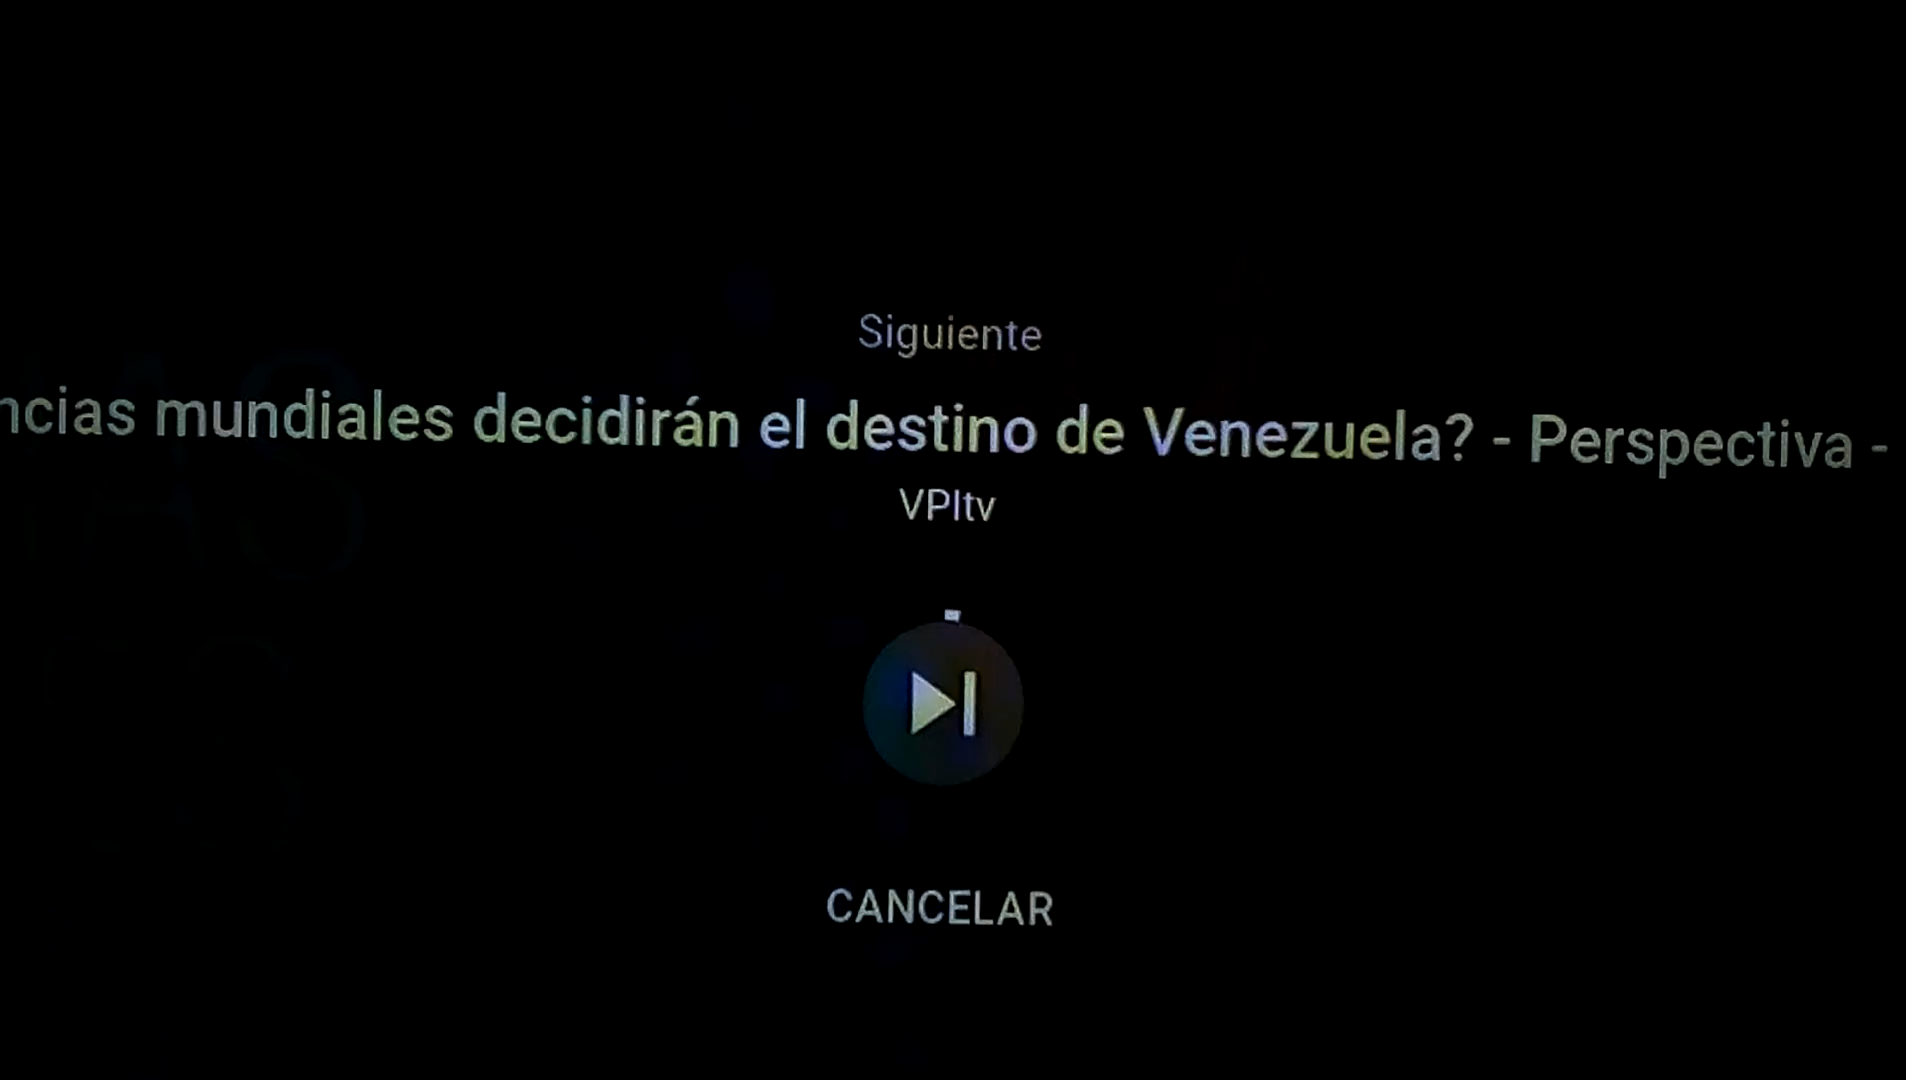 Siguiente
ncias mundiales decidirán el destino de Venezuela? - Perspectiva -
VPItv
CANCELAR